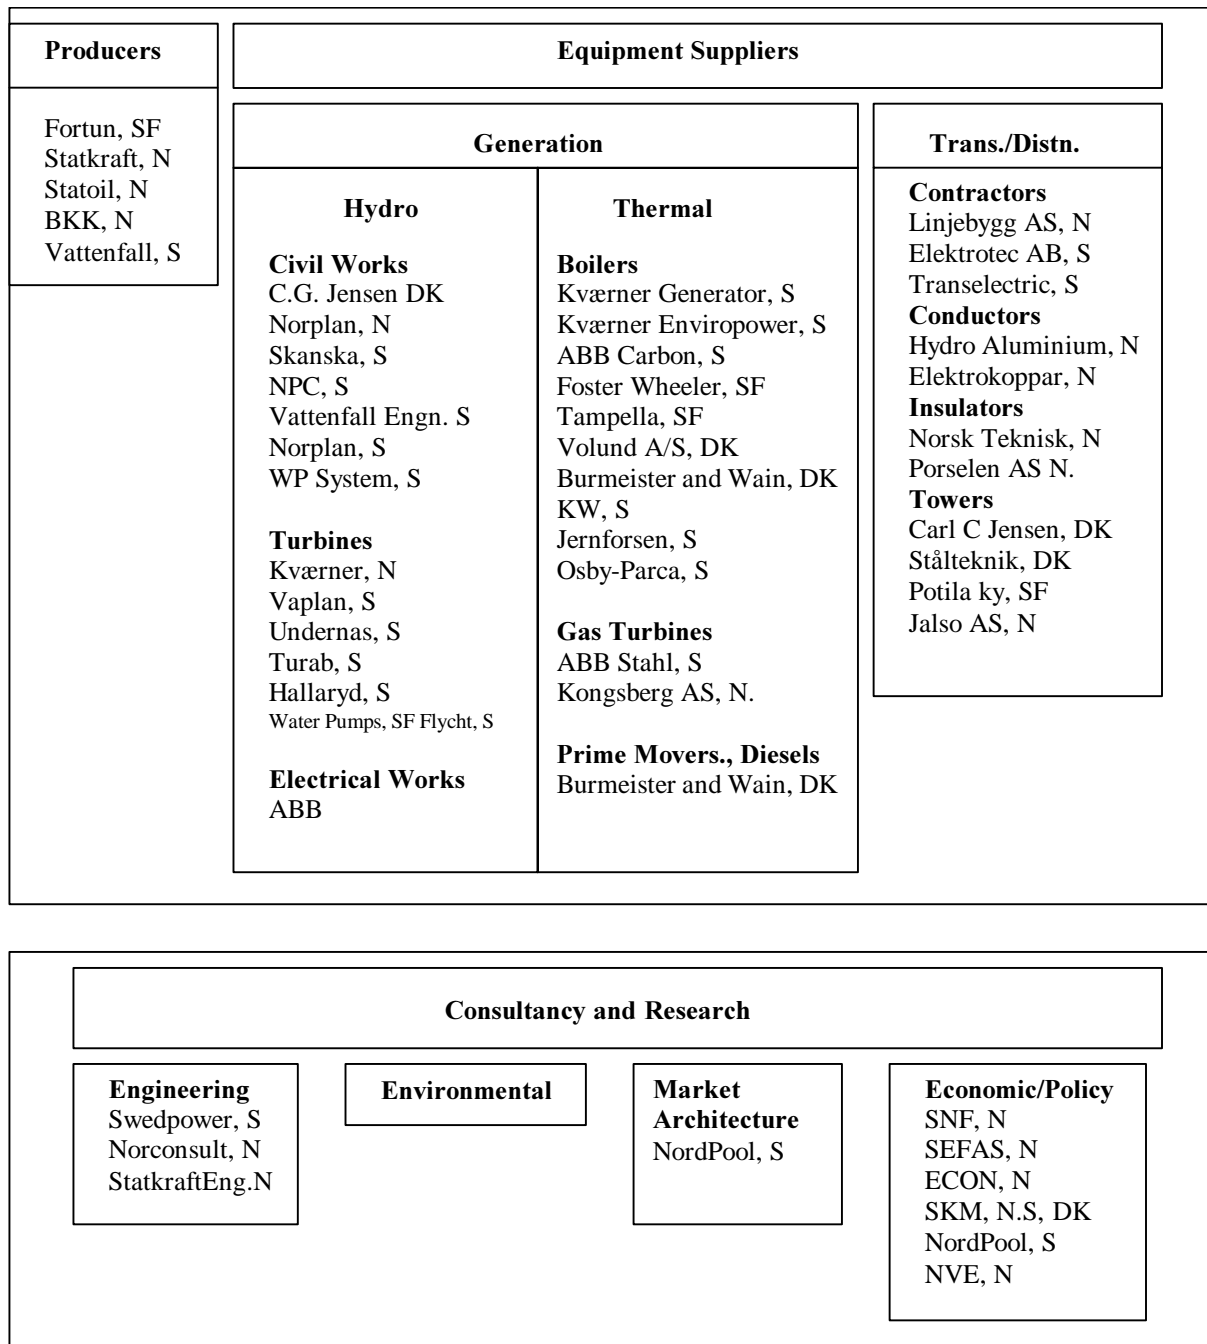 Producers
Fortun, SF
Statkraft, N
Statoil, N
BKK, N
Vattenfall, S
Equipment Suppliers
Generation
Hydro
Civil Works
C.G. Jensen DK
Norplan, N
Skanska, S
NPC, S
Vattenfall Engn. S
Norplan, S
WP System, S
Turbines
Kværner, N
Vaplan, S
Undernas, S
Turab, S
Hallaryd, S
Water Pumps, SF Flycht, S
Electrical Works
ABB
Thermal
Boilers
Kværner Generator, S
Kværner Enviropower, S
ABB Carbon, S
Foster Wheeler, SF
Tampella, SF
Volund A/S, DK
Burmeister and Wain, DK
KW, S
Jernforsen, S
Osby-Parca, S
Gas Turbines
ABB Stahl, S
Kongsberg AS, N.
Prime Movers., Diesels
Burmeister and Wain, DK
Trans./Distn.
Contractors
Linjebygg AS, N
Elektrotec AB, S
Transelectric, S
Conductors
Hydro Aluminium, N
Elektrokoppar, N
Insulators
Norsk Teknisk, N
Porselen AS N.
Towers
Carl C Jensen, DK
Stålteknik, DK
Potila ky, SF
Jalso AS, N
Consultancy and Research
Engineering
Swedpower, S
Norconsult, N
StatkraftEng.N
Environmental
Market
Architecture
NordPool, S
Economic/Policy
SNF, N
SEFAS, N
ECON, N
SKM, N.S, DK
NordPool, S
NVE, N